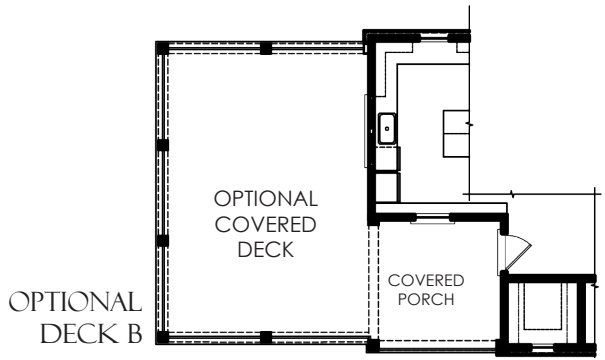 OPTIONAL
COVERED
DECK
COVERED
PORCH
OPTIONAL
DECK B